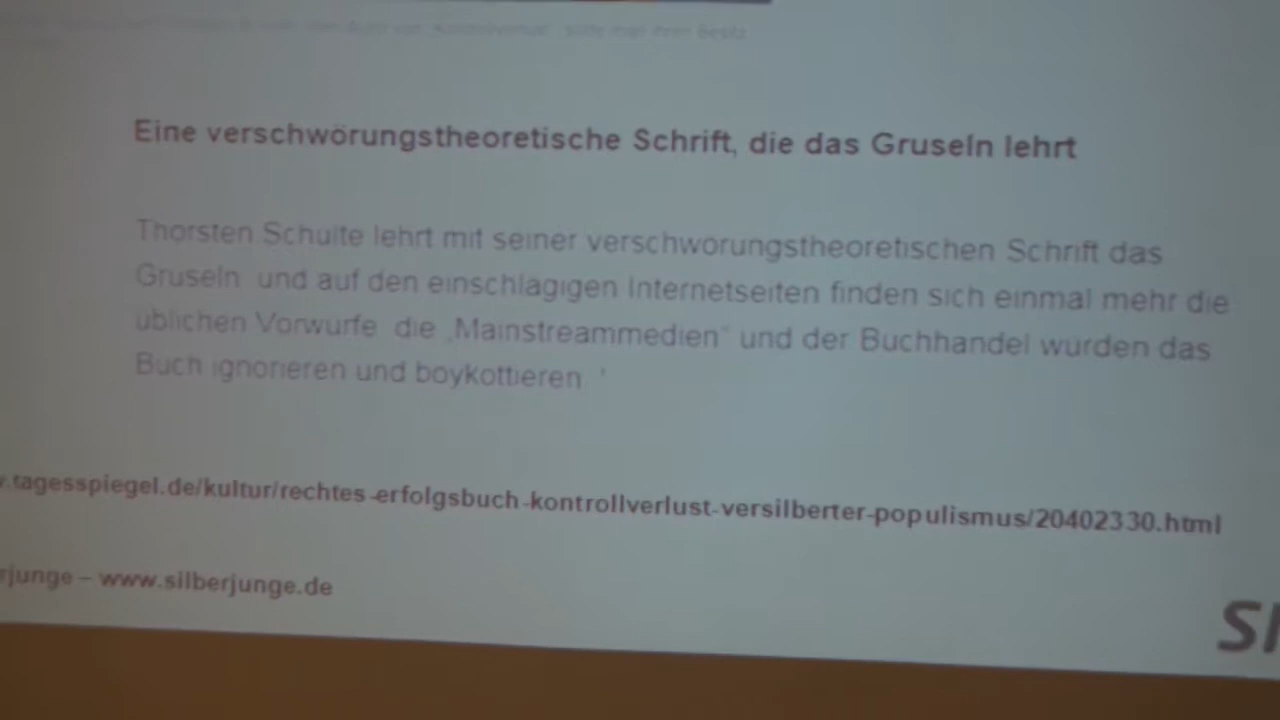 Eine verschwörungstheoretische Schrift, die das Gruseln lehrt
Thorsten Schulte lehrt mit seiner verschwörungstheoretischen Schrift das
Gruseln und auf den einschlägigen Internetseiten finden sich einmal mehr die
üblichen Vorwürfe die „Mainstreammedien“ und der Buchhandel würden das
Buch ignorieren und boykottieren. '
.tagesspiegel.de/kultur/rechtes-erfolgsbuch-kontrollverlust-versilberter-populismus/20402330.html
rjunge – www.silberjunge.de